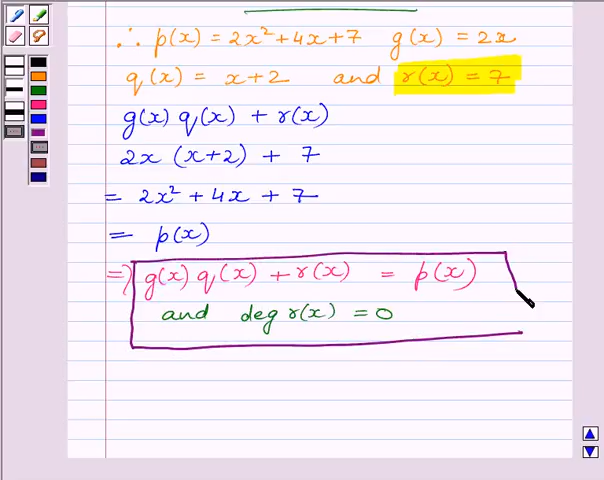 ∴ p(x) = 2x² + 4x + 7 g(x) = 2x
q(x) = x+2 and r(x) = 7
g(x) q(x) + r(x)
2x (x+2) + 7
= 2x² + 4x + 7
= p(x)
=) g(x) q(x) + r(x) = p(x)
and deg r(x) = 0